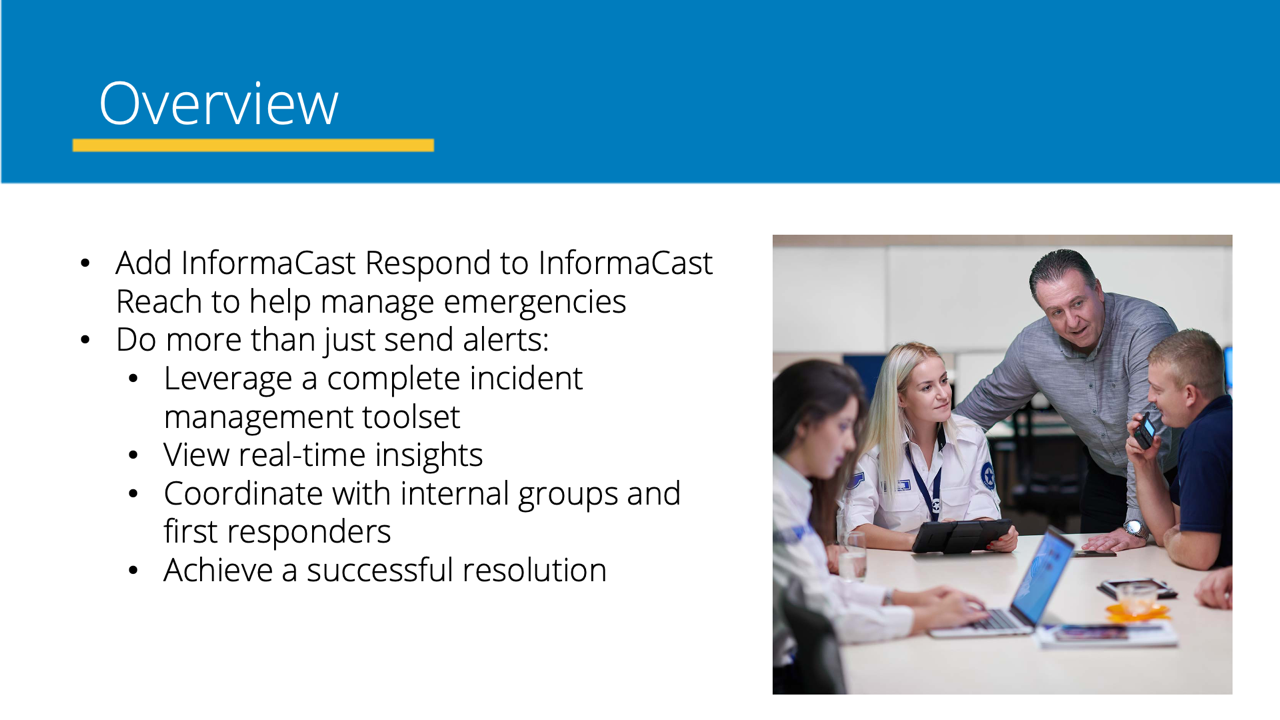 Overview
• Add InformaCast Respond to InformaCast
Reach to help manage emergencies
• Do more than just send alerts:
• Leverage a complete incident
management toolset
• View real-time insights
• Coordinate with internal groups and
first responders
• Achieve a successful resolution